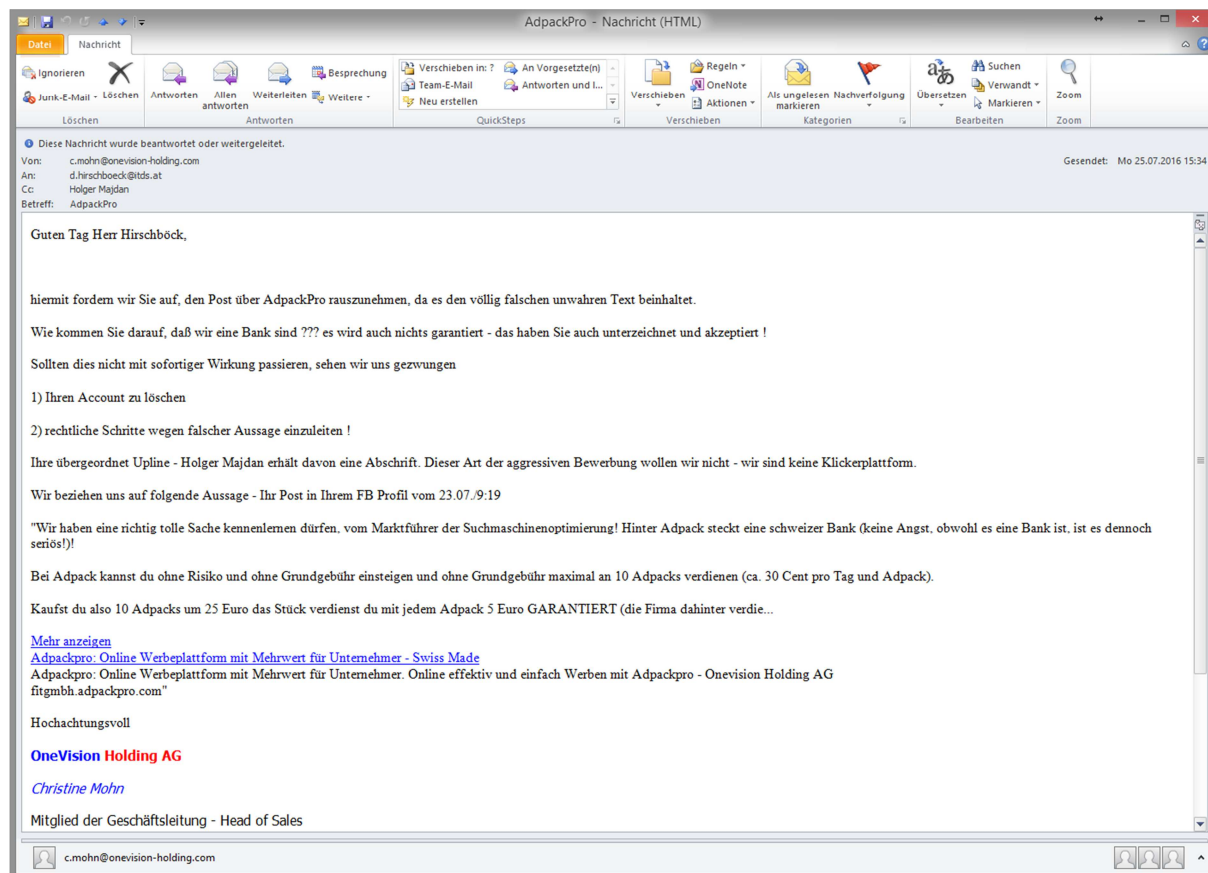 AdpackPro - Nachricht (HTML)
Datei Nachricht
Ignorieren
Junk-E-Mail
Löschen
Löschen
Antworten
Allen antworten
Weiterleiten
Besprechung
Weitere
Antworten
Verschieben in: ?
Team-E-Mail
Neu erstellen
An Vorgesetzte(n)
Antworten und l...
QuickSteps
Verschieben
Regeln
OneNote
Aktionen
Verschieben
Als ungelesen markieren
Nachverfolgung
Kategorien
Übersetzen
Suchen
Verwandt
Markieren
Bearbeiten
Zoom
Zoom
Diese Nachricht wurde beantwortet oder weitergeleitet.
Von: c.mohn@onevision-holding.com Gesendet: Mo 25.07.2016 15:34
An: d.hirschboeck@itds.at
Cc: Holger Majdan
Betreff: AdpackPro
Guten Tag Herr Hirschböck,
hiermit fordern wir Sie auf, den Post über AdpackPro rauszunehmen, da es den völlig falschen unwahren Text beinhaltet.
Wie kommen Sie darauf, daß wir eine Bank sind ??? es wird auch nichts garantiert - das haben Sie auch unterzeichnet und akzeptiert !
Sollten dies nicht mit sofortiger Wirkung passieren, sehen wir uns gezwungen
1) Ihren Account zu löschen
2) rechtliche Schritte wegen falscher Aussage einzuleiten !
Ihre übergeordnet Upline - Holger Majdan erhält davon eine Abschrift. Dieser Art der aggressiven Bewerbung wollen wir nicht - wir sind keine Klickerplattform.
Wir beziehen uns auf folgende Aussage - Ihr Post in Ihrem FB Profil vom 23.07./9:19
"Wir haben eine richtig tolle Sache kennenlernen dürfen, vom Marktführer der Suchmaschinenoptimierung! Hinter Adpack steckt eine schweizer Bank (keine Angst, obwohl es eine Bank ist, ist es dennoch
seriös!)!
Bei Adpack kannst du ohne Risiko und ohne Grundgebühr einsteigen und ohne Grundgebühr maximal an 10 Adpacks verdienen (ca. 30 Cent pro Tag und Adpack).
Kaufst du also 10 Adpacks um 25 Euro das Stück verdienst du mit jedem Adpack 5 Euro GARANTIERT (die Firma dahinter verdie...
Mehr anzeigen
Adpackpro: Online Werbeplattform mit Mehrwert für Unternehmer - Swiss Made
Adpackpro: Online Werbeplattform mit Mehrwert für Unternehmer. Online effektiv und einfach Werben mit Adpackpro - Onevision Holding AG
fitgmbh.adpackpro.com"
Hochachtungsvoll
OneVision Holding AG
Christine Mohn
Mitglied der Geschäftsleitung - Head of Sales
c.mohn@onevision-holding.com